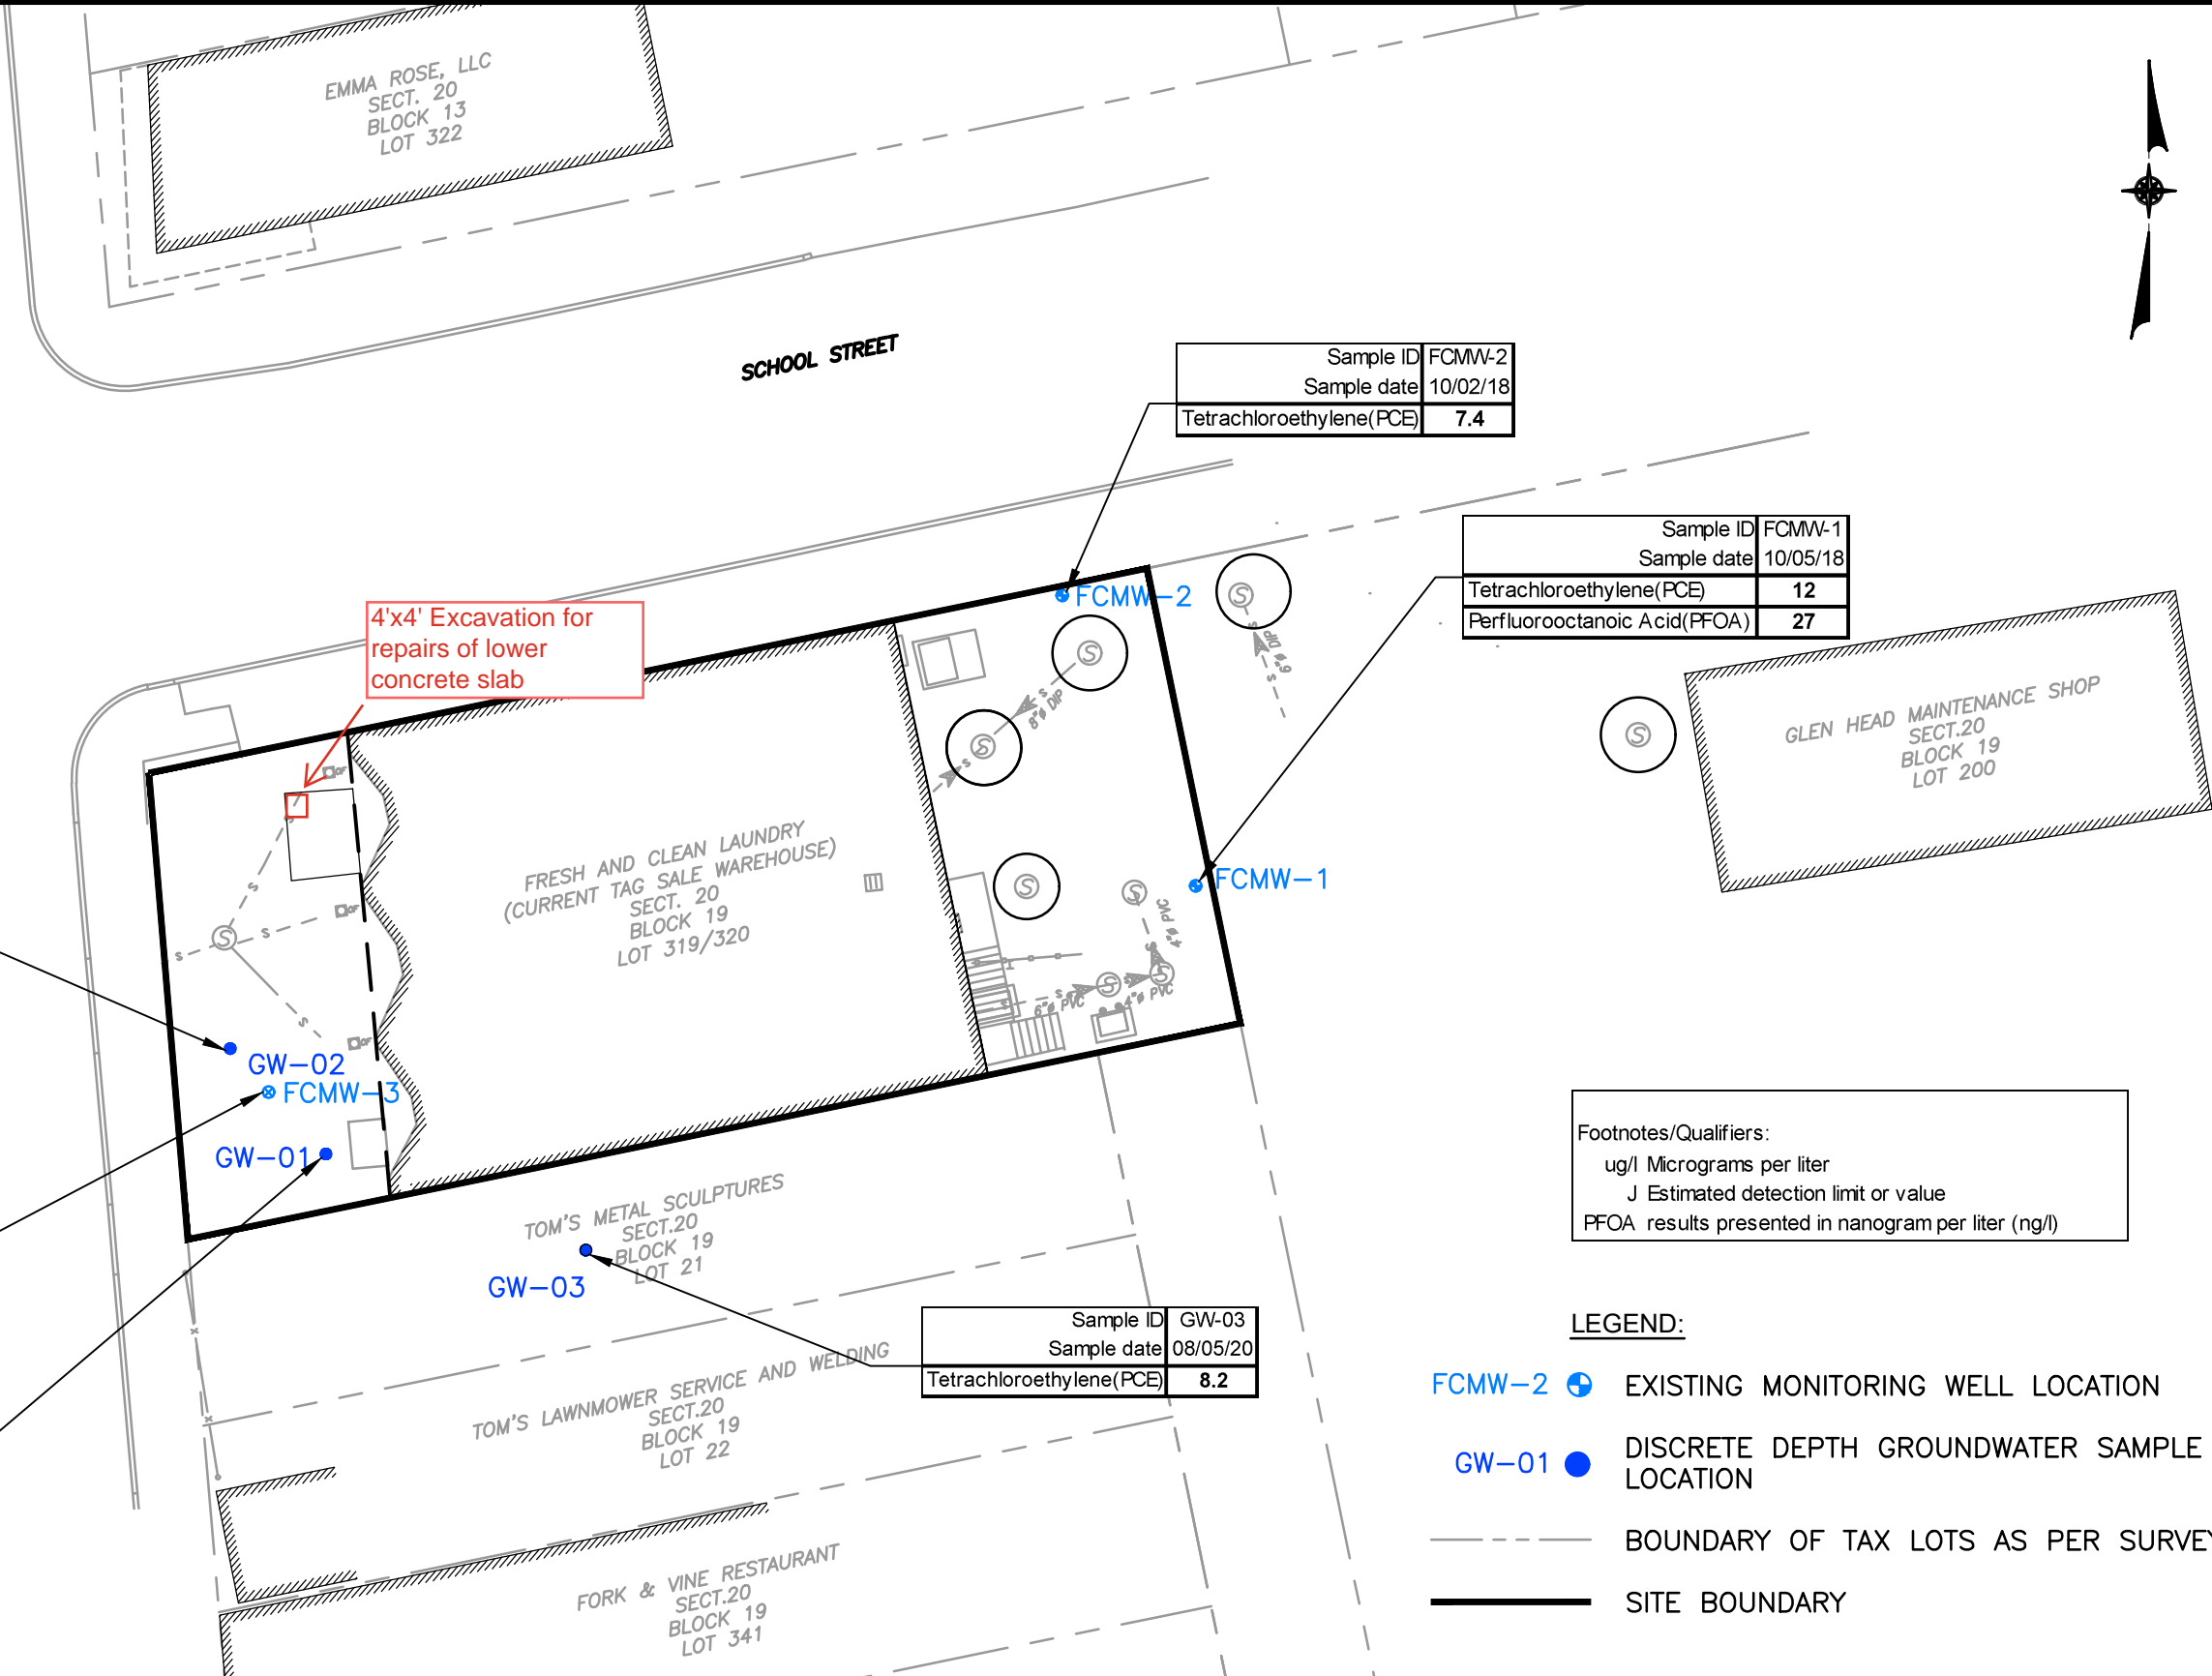 EMMA ROSE, LLC
SECT. 20
BLOCK 13
LOT 322
SCHOOL STREET
Sample ID FCMW-2
Sample date 10/02/18
Tetrachloroethylene(PCE) 7.4
Sample ID FCMW-1
Sample date 10/05/18
Tetrachloroethylene(PCE) 12
Perfluorooctanoic Acid(PFOA) 27
4'x4' Excavation for
repairs of lower
concrete slab
FCMW-2
S
S
6"ø DIP
S
S
S
8"ø DIP
S
S
S
GLEN HEAD MAINTENANCE SHOP
SECT.20
BLOCK 19
LOT 200
FRESH AND CLEAN LAUNDRY
(CURRENT TAG SALE WAREHOUSE)
SECT. 20
BLOCK 19
LOT 319/320
FCMW-1
S
S
4"ø PVC
S
S
S
S
6"ø PVC
4"ø PVC
S
S
S
S
S
GW-02
FCMW-3
GW-01
TOM'S METAL SCULPTURES
SECT.20
BLOCK 19
LOT 21
GW-03
Sample ID GW-03
Sample date 08/05/20
Tetrachloroethylene(PCE) 8.2
TOM'S LAWNMOWER SERVICE AND WELDING
SECT.20
BLOCK 19
LOT 22
FORK & VINE RESTAURANT
SECT.20
BLOCK 19
LOT 341
Footnotes/Qualifiers:
ug/l Micrograms per liter
J Estimated detection limit or value
PFOA results presented in nanogram per liter (ng/l)
LEGEND:
FCMW-2 EXISTING MONITORING WELL LOCATION
GW-01 DISCRETE DEPTH GROUNDWATER SAMPLE
LOCATION
BOUNDARY OF TAX LOTS AS PER SURVEY
SITE BOUNDARY